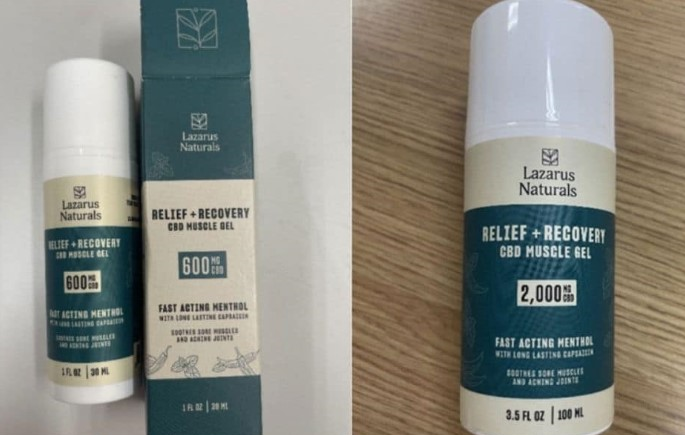 Lazarus
Naturals
RELIEF + RECOVERY
CBD MUSCLE GEL
600 MG
CBD
FAST ACTING MENTHOL
WITH LONG LASTING CAPSAICIN
SOOTHES SORE MUSCLES
AND ACHING JOINTS
1 FL OZ | 30 ML
Lazarus
Naturals
RELIEF + RECOVERY
CBD MUSCLE GEL
600 MG
CBD
FAST ACTING MENTHOL
WITH LONG LASTING CAPSAICIN
SOOTHES SORE MUSCLES
AND ACHING JOINTS
1 FL OZ | 30 ML
Lazarus
Naturals
RELIEF + RECOVERY
CBD MUSCLE GEL
2,000 MG
CBD
FAST ACTING MENTHOL
WITH LONG LASTING CAPSAICIN
SOOTHES SORE MUSCLES
AND ACHING JOINTS
3.5 FL OZ | 100 ML